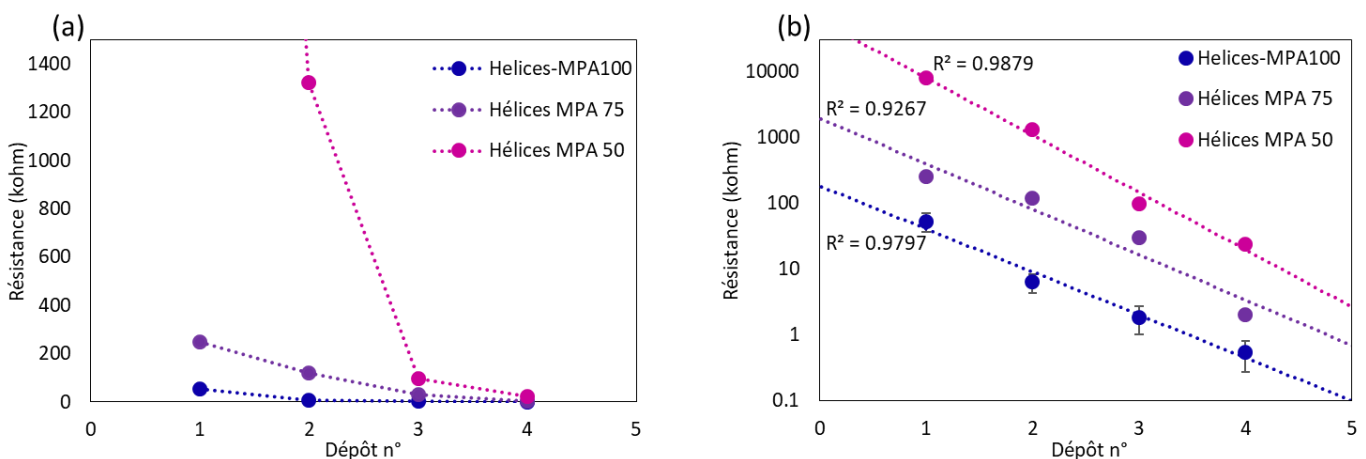 (a)
1400
1200
1000
800
600
400
200
0
Résistance (kohm)
0 1 2 3 4 5
Dépôt n°
Helices-MPA100
Hélices MPA 75
Hélices MPA 50
(b)
10000
1000
100
10
1
0.1
Résistance (kohm)
0 1 2 3 4 5
Dépôt n°
R² = 0.9879
R² = 0.9267
R² = 0.9797
Helices-MPA100
Hélices MPA 75
Hélices MPA 50